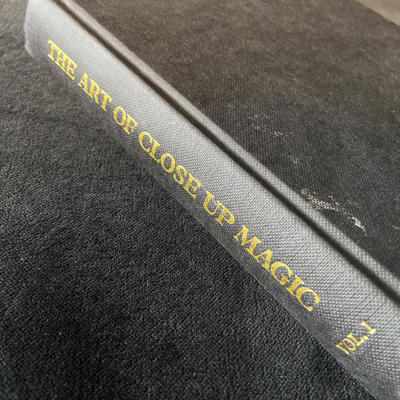 THE ART OF CLOSE UP MAGIC
VOL. 1